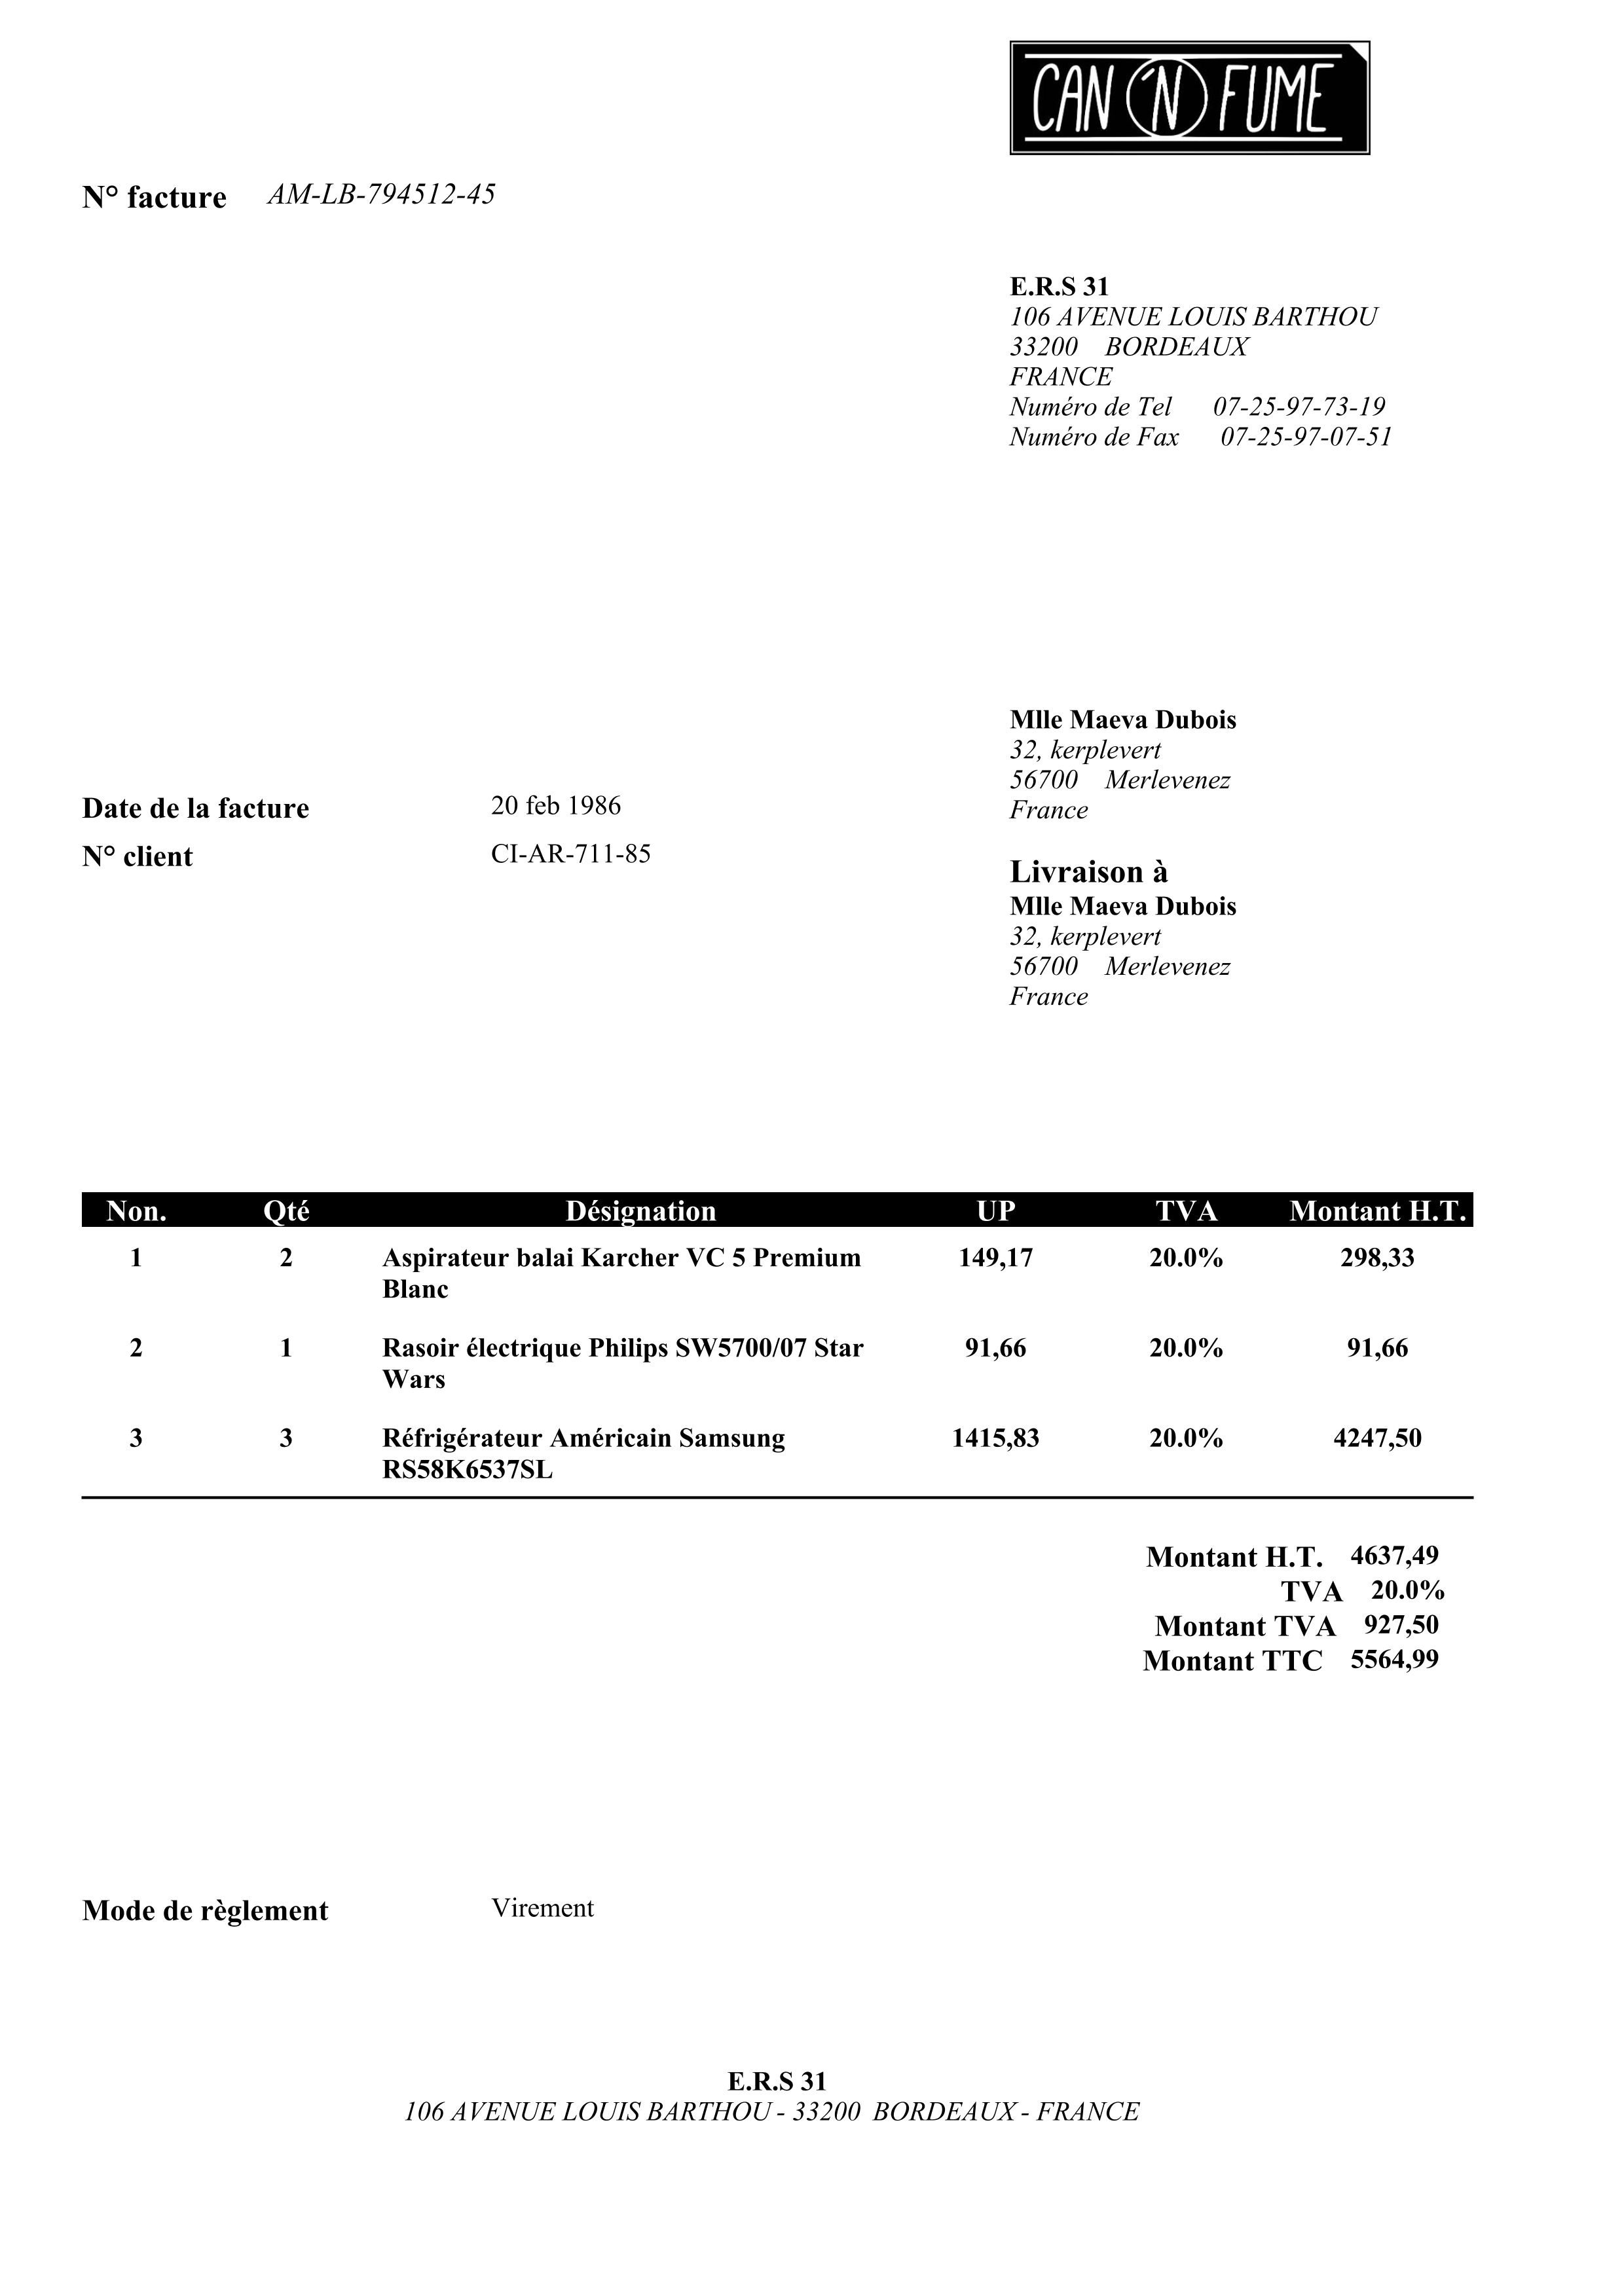 CAN 'N FUME
N° facture AM-LB-794512-45
E.R.S 31
106 AVENUE LOUIS BARTHOU
33200 BORDEAUX
FRANCE
Numéro de Tel 07-25-97-73-19
Numéro de Fax 07-25-97-07-51
Mlle Maeva Dubois
32, kerplevert
56700 Merlevenez
France
Date de la facture 20 feb 1986
N° client CI-AR-711-85
Livraison à
Mlle Maeva Dubois
32, kerplevert
56700 Merlevenez
France
Non. Qté Désignation UP TVA Montant H.T.
1 2 Aspirateur balai Karcher VC 5 Premium 149,17 20.0% 298,33
Blanc
2 1 Rasoir électrique Philips SW5700/07 Star 91,66 20.0% 91,66
Wars
3 3 Réfrigérateur Américain Samsung 1415,83 20.0% 4247,50
RS58K6537SL
Montant H.T. 4637,49
TVA 20.0%
Montant TVA 927,50
Montant TTC 5564,99
Mode de règlement Virement
E.R.S 31
106 AVENUE LOUIS BARTHOU - 33200 BORDEAUX - FRANCE